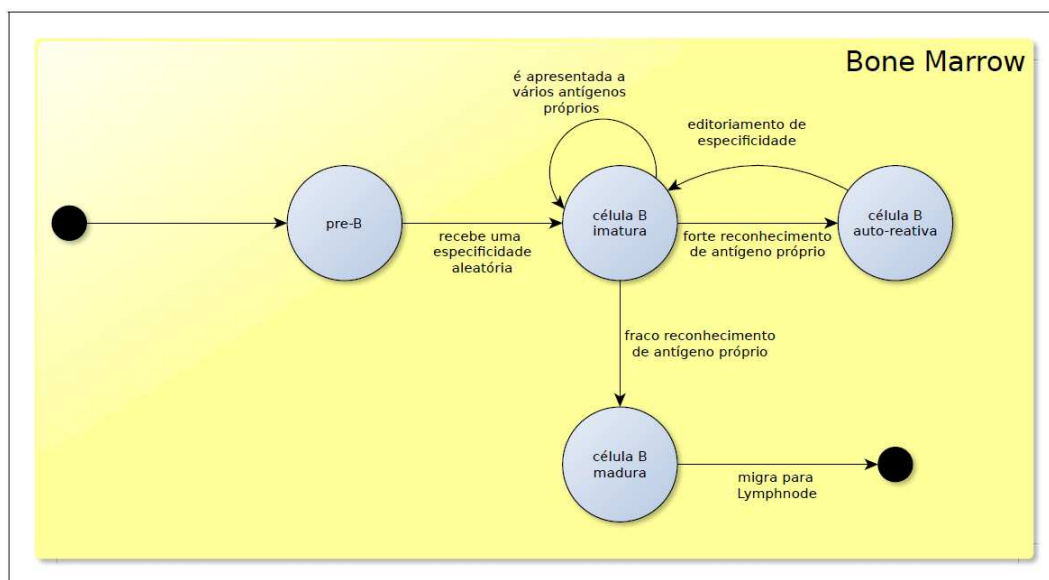 Bone Marrow
é apresentada a
vários antígenos
próprios
editoriamento de
especificidade
pre-B
recebe uma
especificidade
aleatória
célula B
imatura
forte reconhecimento
de antígeno próprio
célula B
auto-reativa
fraco reconhecimento
de antígeno próprio
célula B
madura
migra para
Lymphnode